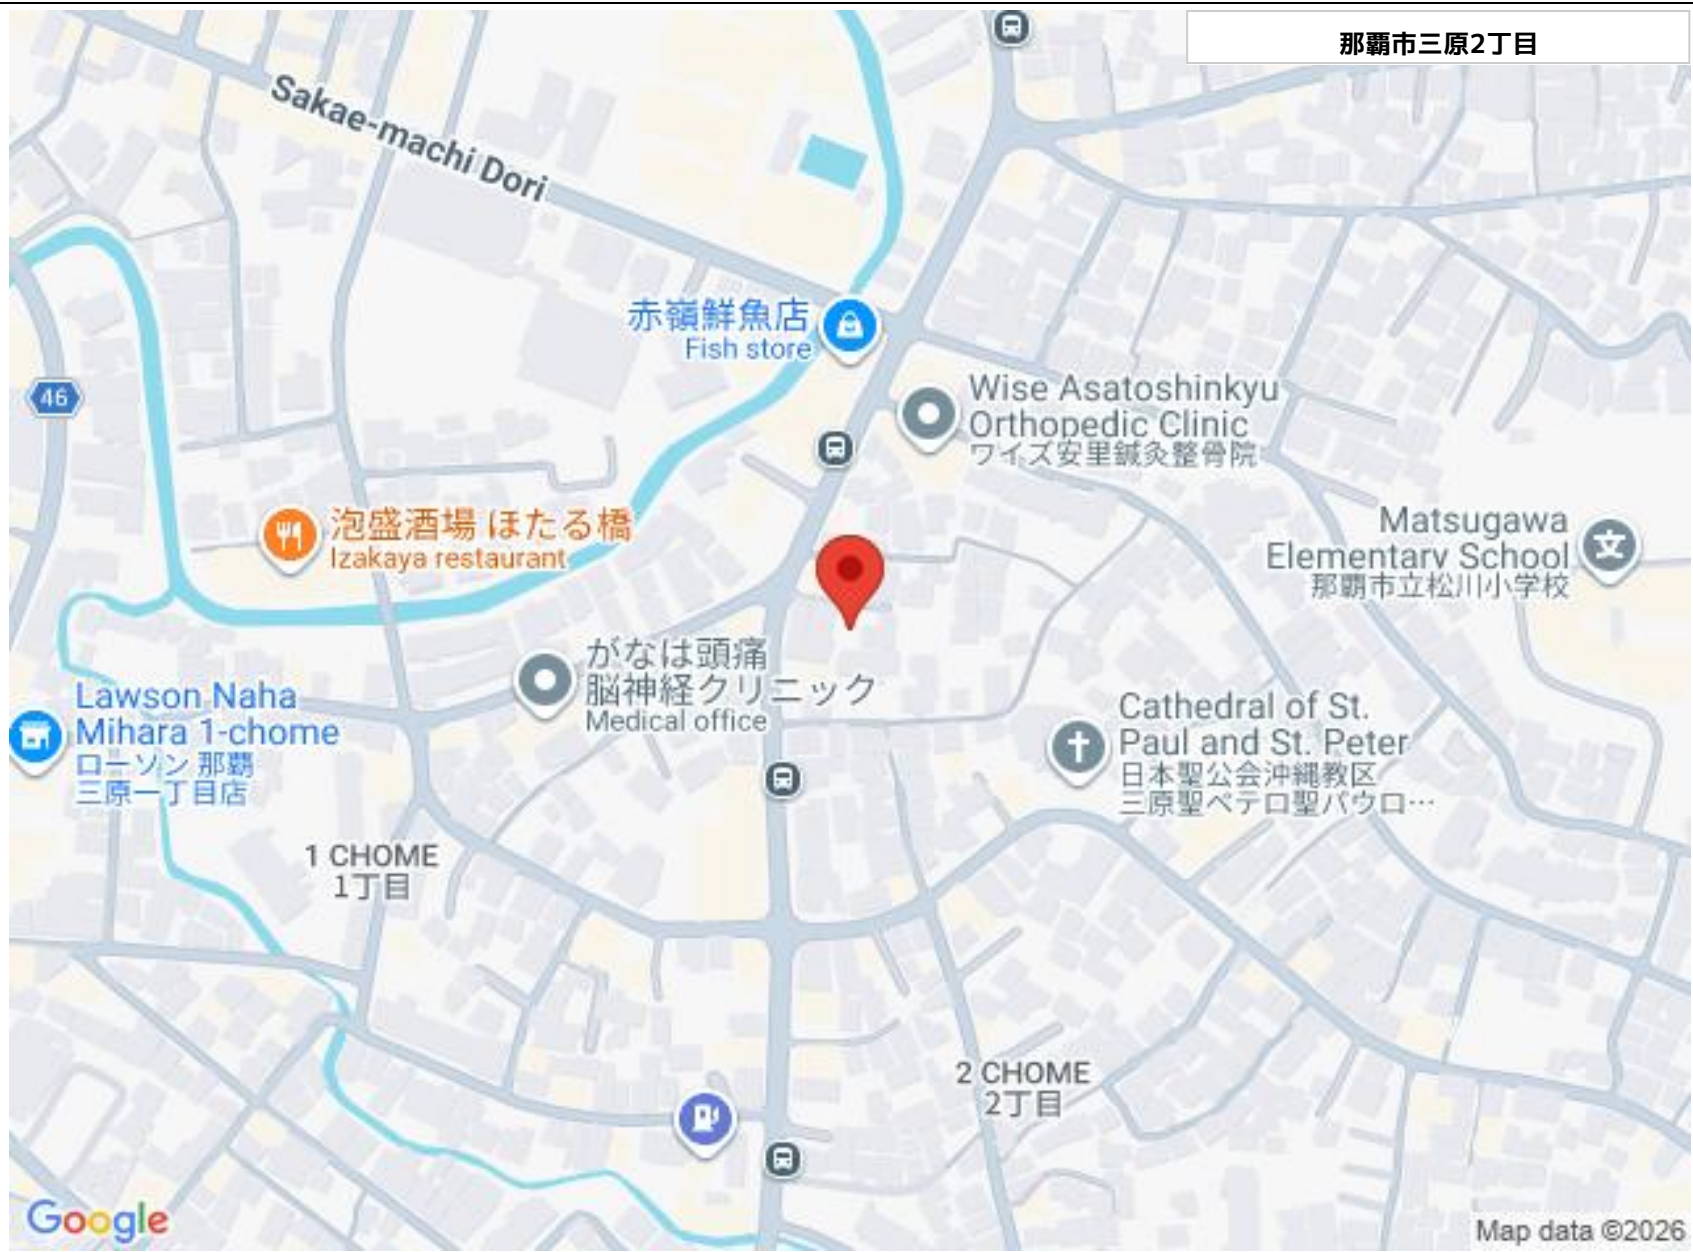 那覇市三原2丁目
Sakae-machi Dori
赤嶺鮮魚店
Fish store
46
Wise Asatoshinkyu
Orthopedic Clinic
ワイズ安里鍼灸整骨院
泡盛酒場 ほたる橋
Izakaya restaurant
Matsugawa
Elementary School
那覇市立松川小学校
文
がなは頭痛
脳神経クリニック
Medical office
Lawson Naha
Mihara 1-chome
ローソン 那覇
三原一丁目店
Cathedral of St.
Paul and St. Peter
日本聖公会沖縄教区
三原聖ペテロ聖パウロ…
1 CHOME
1丁目
2 CHOME
2丁目
Google
Map data ©2026